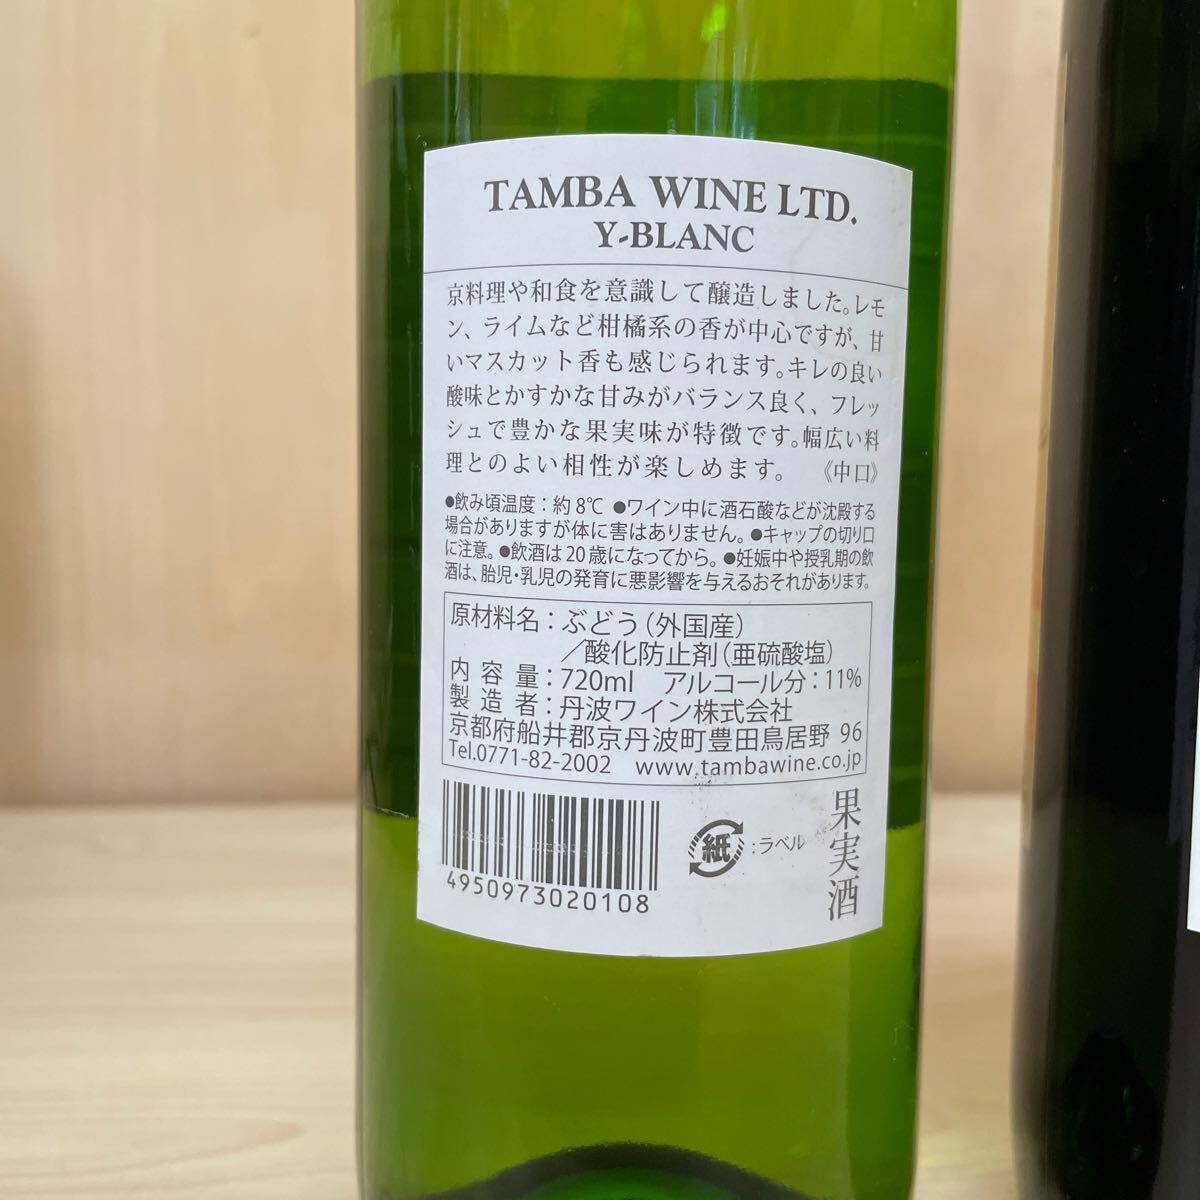 TAMBA WINE LTD.
Y-BLANC
京料理や和食を意識して醸造しました。レモ
ン、ライムなど柑橘系の香が中心ですが、甘
いマスカット香も感じられます。キレの良い
酸味とかすかな甘みがバランス良く、フレッ
シュで豊かな果実味が特徴です。幅広い料
理とのよい相性が楽しめます。 《中口》
●飲み頃温度：約8℃ ●ワイン中に酒石酸などが沈殿する
場合がありますが体に害はありません。●キャップの切り口
に注意。●飲酒は20歳になってから。●妊娠中や授乳期の飲
酒は、胎児・乳児の発育に悪影響を与えるおそれがあります。
原材料名：ぶどう（外国産）
／酸化防止剤（亜硫酸塩）
内容量：720ml アルコール分：11%
製造者：丹波ワイン株式会社
京都府船井郡京丹波町豊田鳥居野 96
Tel.0771-82-2002 www.tambawine.co.jp
4950973020108
紙：ラベル
果実酒